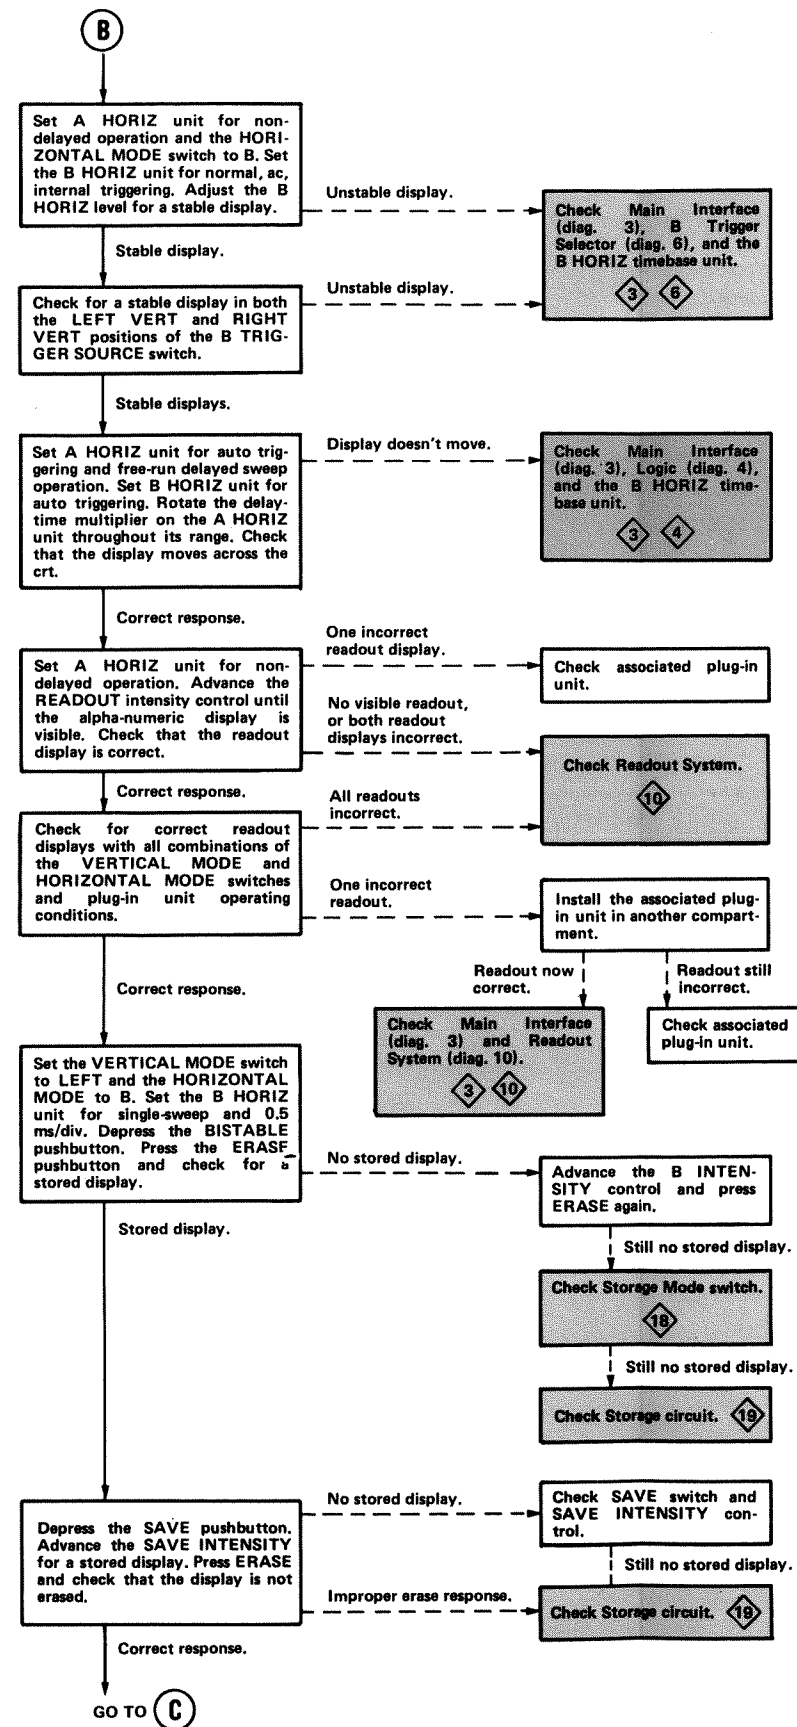 B
Set A HORIZ unit for non-
delayed operation and the HORI-
ZONTAL MODE switch to B. Set
the B HORIZ unit for normal, ac,
internal triggering. Adjust the B
HORIZ level for a stable display.
Unstable display.
Check Main Interface
(diag. 3), B Trigger
Selector (diag. 6), and the
B HORIZ timebase unit.
3 6
Stable display.
Check for a stable display in both
the LEFT VERT and RIGHT
VERT positions of the B TRIG-
GER SOURCE switch.
Unstable display.
Stable displays.
Set A HORIZ unit for auto trig-
gering and free-run delayed sweep
operation. Set B HORIZ unit for
auto triggering. Rotate the delay-
time multiplier on the A HORIZ
unit throughout its range. Check
that the display moves across the
crt.
Display doesn't move.
Check Main Interface
(diag. 3), Logic (diag. 4),
and the B HORIZ time-
base unit.
3 4
Correct response.
Set A HORIZ unit for non-
delayed operation. Advance the
READOUT intensity control until
the alpha-numeric display is
visible. Check that the readout
display is correct.
One incorrect
readout display.
Check associated plug-in
unit.
No visible readout,
or both readout
displays incorrect.
Check Readout System.
10
Correct response.
Check for correct readout
displays with all combinations of
the VERTICAL MODE and
HORIZONTAL MODE switches
and plug-in unit operating
conditions.
All readouts
incorrect.
One incorrect
readout.
Install the associated plug-
in unit in another compart-
ment.
Readout now
correct.
Readout still
incorrect.
Check Main Interface
(diag. 3) and Readout
System (diag. 10).
3 10
Check associated
plug-in unit.
Correct response.
Set the VERTICAL MODE switch
to LEFT and the HORIZONTAL
MODE to B. Set the B HORIZ
unit for single-sweep and 0.5
ms/div. Depress the BISTABLE
pushbutton. Press the ERASE
pushbutton and check for a
stored display.
No stored display.
Advance the B INTEN-
SITY control and press
ERASE again.
Still no stored display.
Check Storage Mode switch.
18
Still no stored display.
Check Storage circuit. 19
Stored display.
Depress the SAVE pushbutton.
Advance the SAVE INTENSITY
for a stored display. Press ERASE
and check that the display is not
erased.
No stored display.
Check SAVE switch and
SAVE INTENSITY con-
trol.
Still no stored display.
Improper erase response.
Check Storage circuit. 19
Correct response.
GO TO C